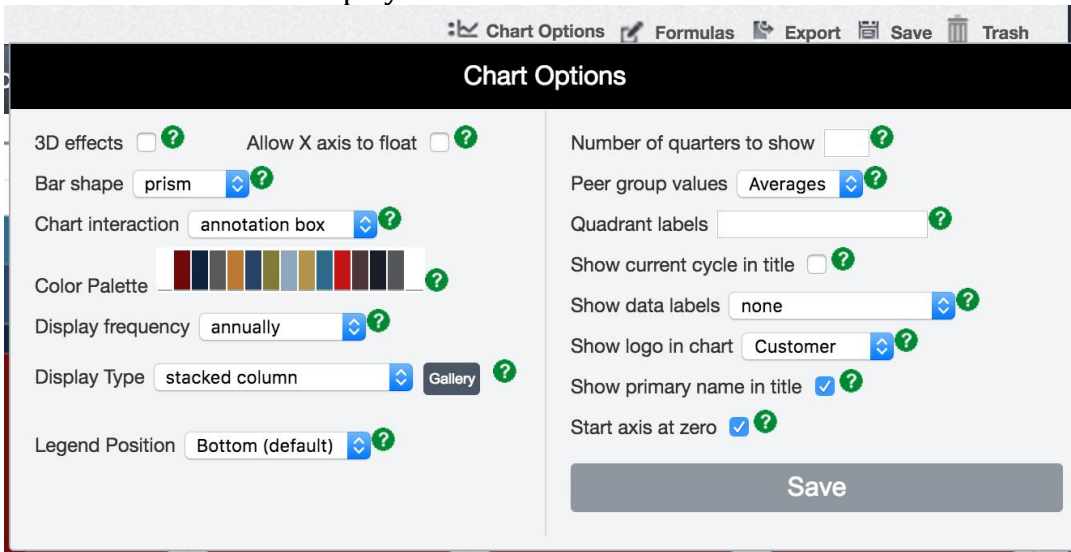 Chart Options Formulas Export Save Trash
Chart Options
3D effects ? Allow X axis to float ?
Bar shape prism ?
Chart interaction annotation box ?
Color Palette ?
Display frequency annually ?
Display Type stacked column Gallery ?
Legend Position Bottom (default) ?
Number of quarters to show ?
Peer group values Averages ?
Quadrant labels ?
Show current cycle in title ?
Show data labels none ?
Show logo in chart Customer ?
Show primary name in title ?
Start axis at zero ?
Save